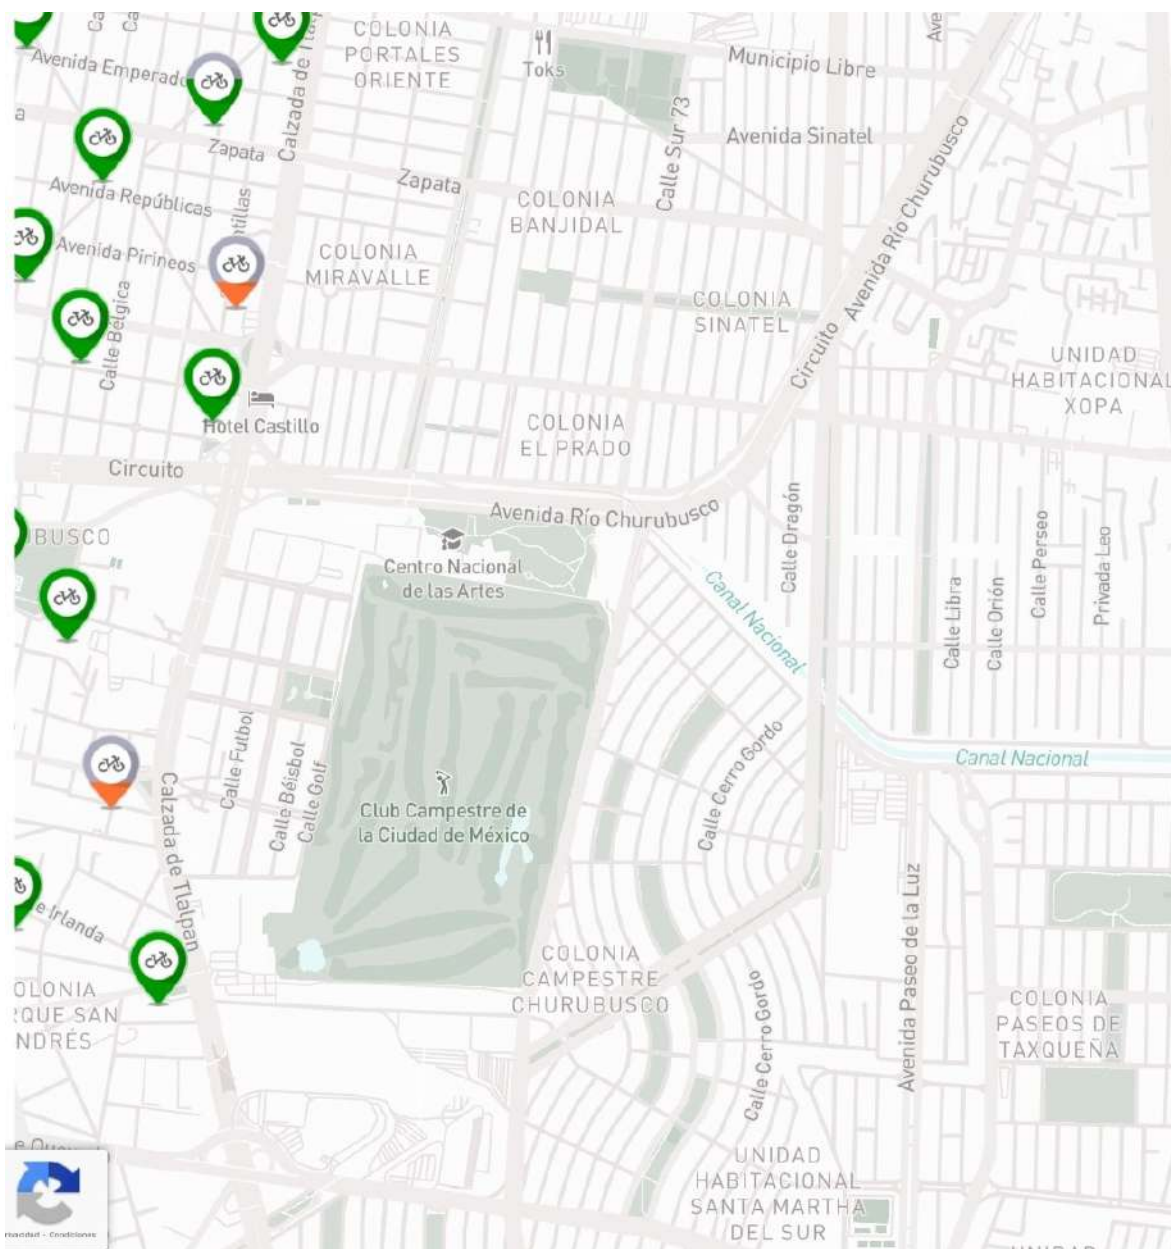 COLONIA
PORTALES
ORIENTE
Toks
Municipio Libre
Avenida Sinatel
Calle Sur 73
Zapata
Zapata
Avenida Repúblicas
Avenida Pirineos
Calle Bélgica
COLONIA
MIRAVALLE
COLONIA
BANJIDAL
COLONIA
SINATEL
Avenida Río Churubusco
Circuito
UNIDAD
HABITACIONAL
XOPA
Hotel Castillo
COLONIA
EL PRADO
Circuito
Avenida Río Churubusco
Calle Dragón
Calle Perseo
Privada Leo
Calle Libra
Calle Orión
BUSCO
Centro Nacional
de las Artes
Canal Nacional
Canal Nacional
Calle Futbol
Calle Béisbol
Calle Golf
Club Campestre de
la Ciudad de México
Calle Cerro Gordo
Calzada de Tlalpan
Avenida Paseo de la Luz
e Irlanda
COLONIA
CAMPESTRE
CHURUBUSCO
Calle Cerro Gordo
COLONIA
PASEOS DE
TAXQUEÑA
OLONIA
RQUE SAN
NDRÉS
UNIDAD
HABITACIONAL
SANTA MARTHA
DEL SUR
Condiciones